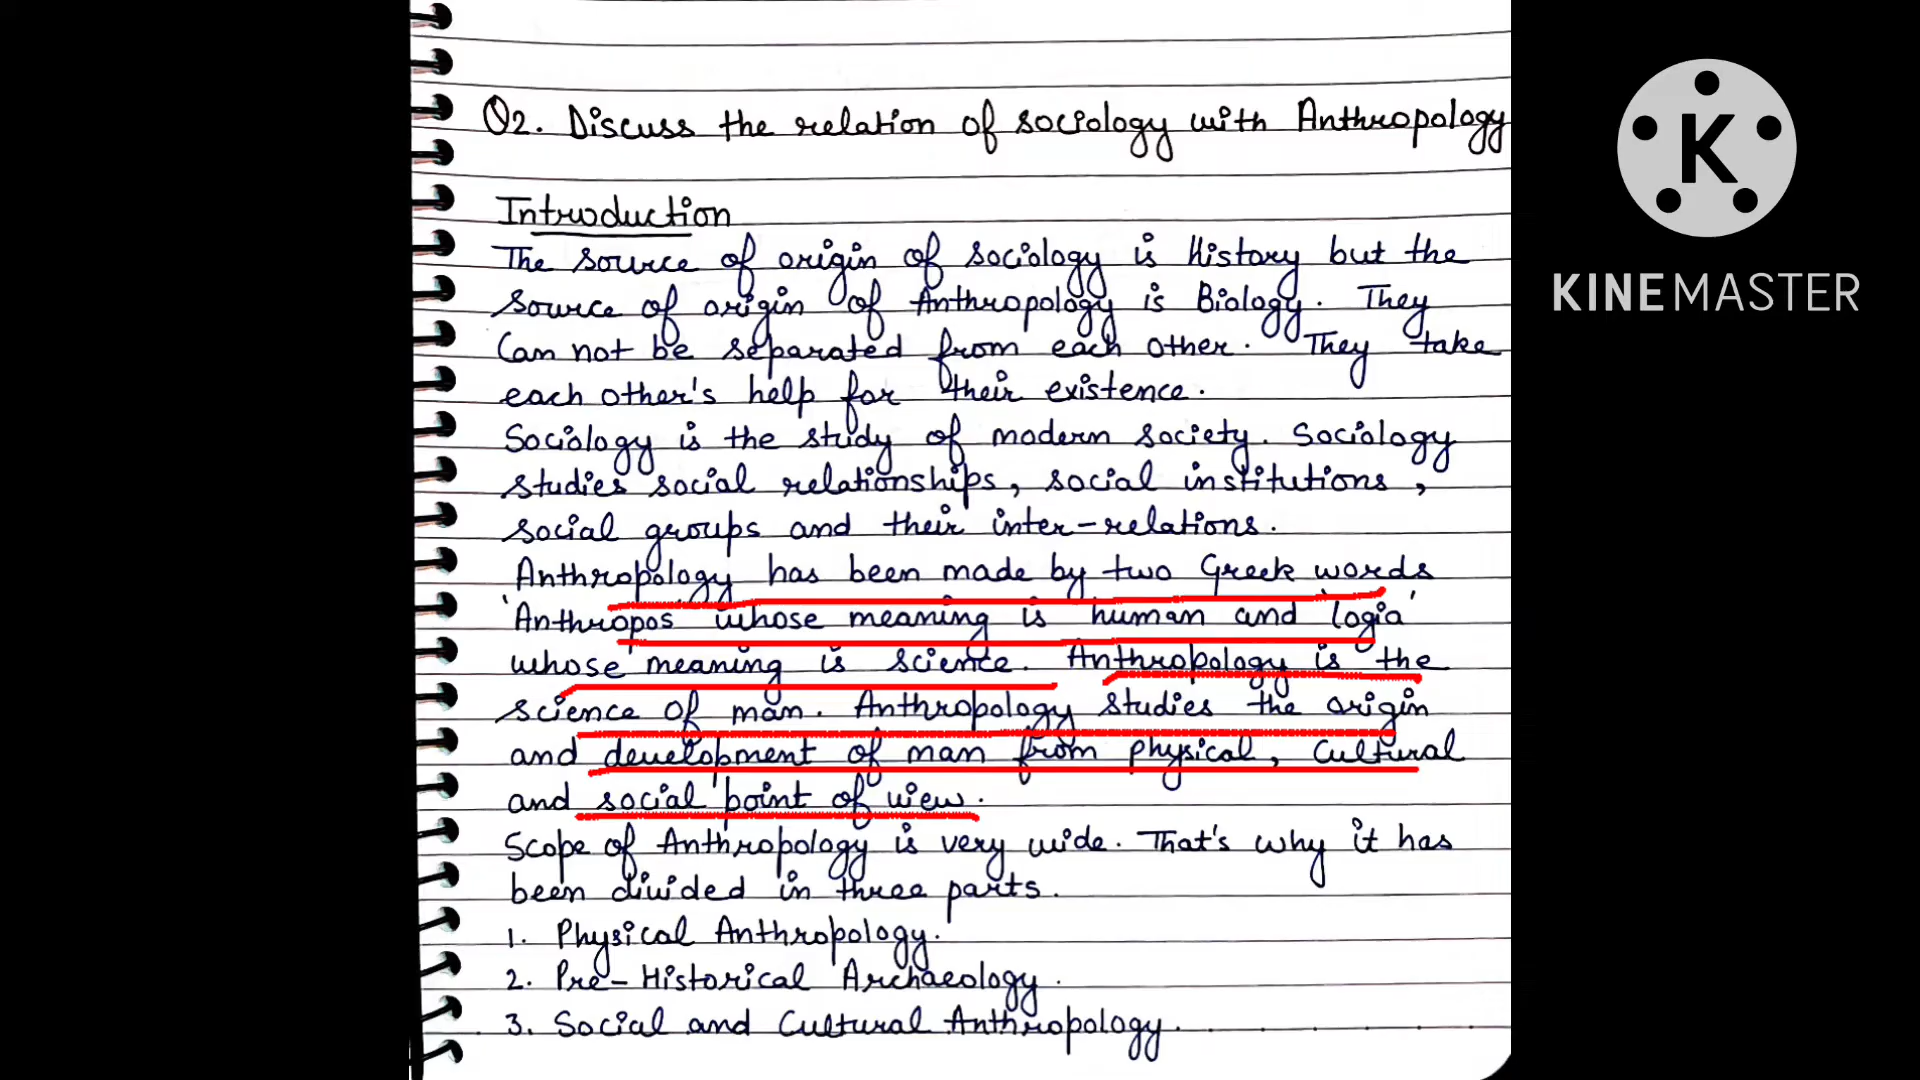 Q2. Discuss the relation of sociology with Anthropology
Introduction
The source of origin of sociology is History but the
source of origin of Anthropology is Biology. They
Can not be separated from each other. They take
each other's help for their existence.
Sociology is the study of modern society. Sociology
studies social relationships, social institutions,
social groups and their inter-relations.
Anthropology has been made by two Greek words
'Anthropos whose meaning is human and 'logia'
whose meaning is science. Anthropology is the
science of man. Anthropology studies the origin
and development of man from physical, cultural
and social point of view.
Scope of Anthropology is very wide. That's why it has
been divided in three parts.
1. Physical Anthropology.
2. Pre-Historical Archaeology.
3. Social and Cultural Anthropology.
K
KINEMASTER